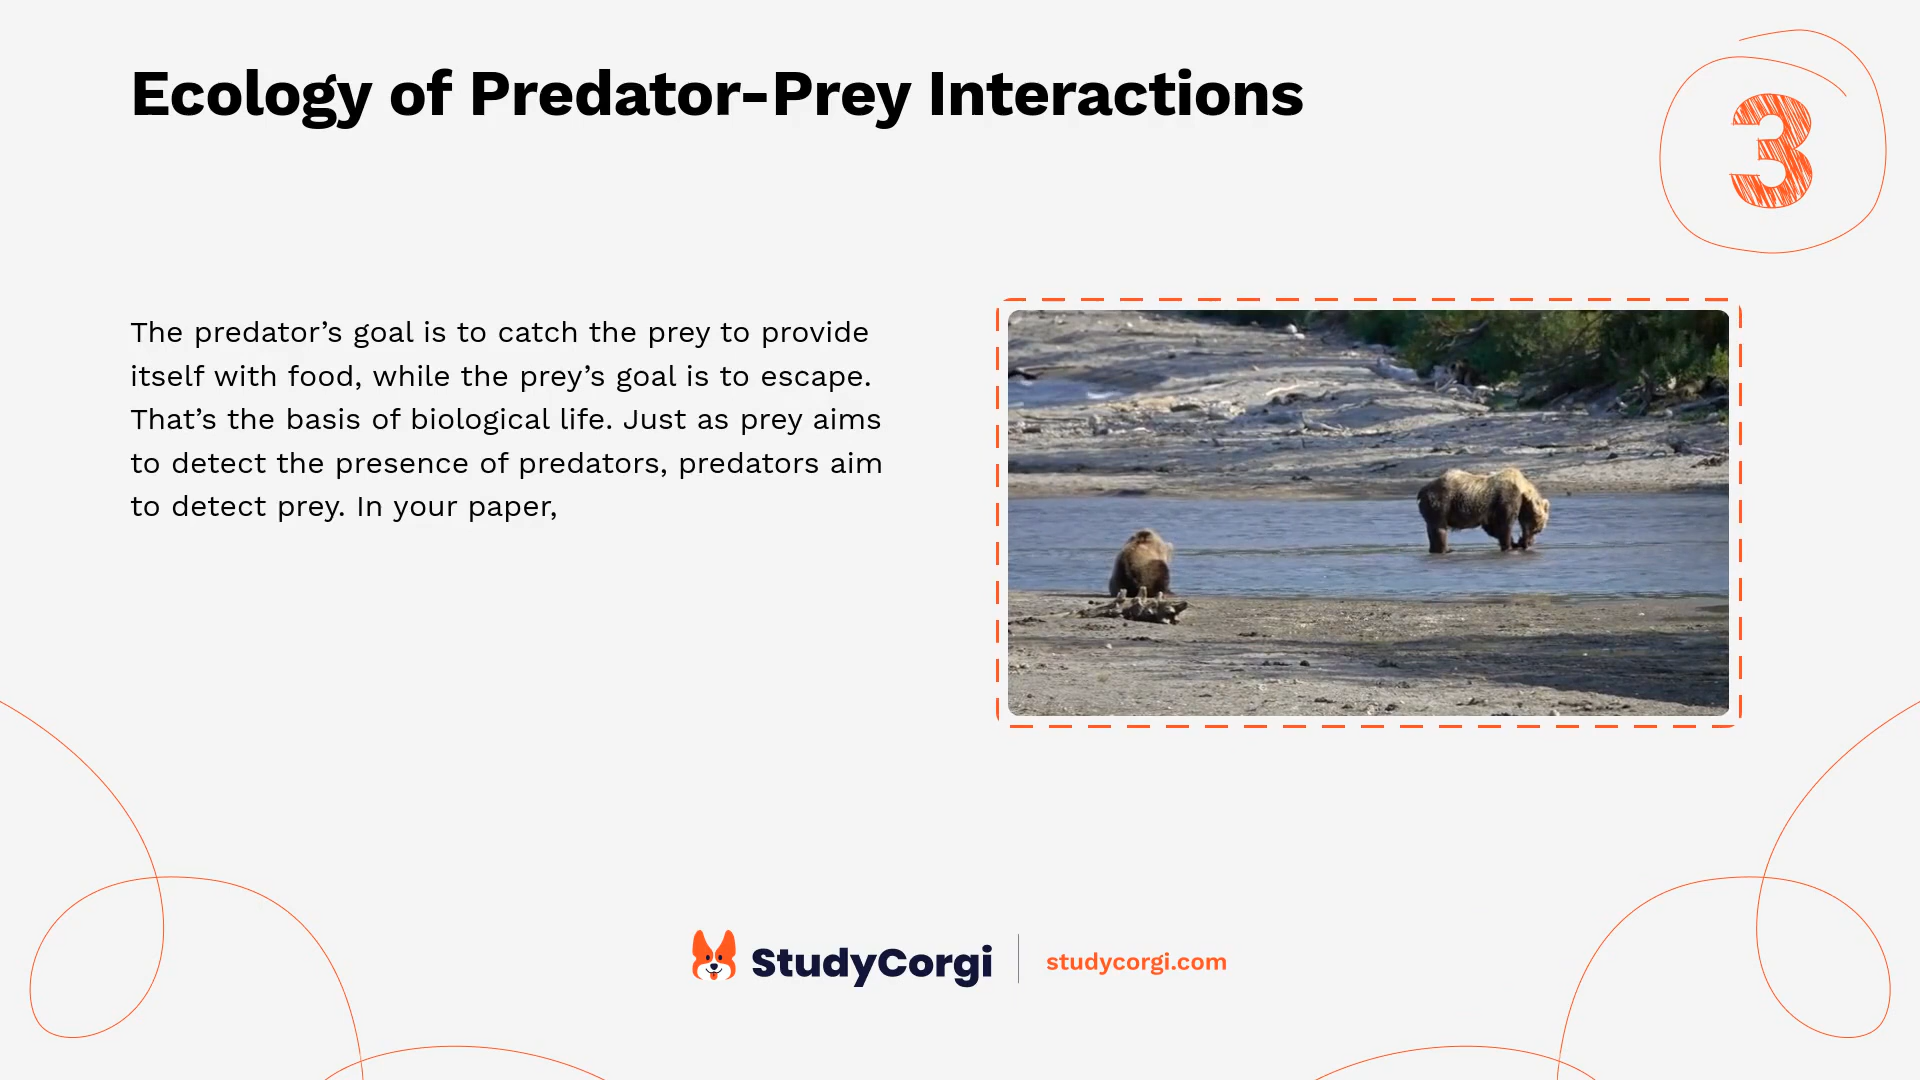 Ecology of Predator-Prey Interactions
3
The predator’s goal is to catch the prey to provide
itself with food, while the prey’s goal is to escape.
That’s the basis of biological life. Just as prey aims
to detect the presence of predators, predators aim
to detect prey. In your paper,
StudyCorgi
studycorgi.com